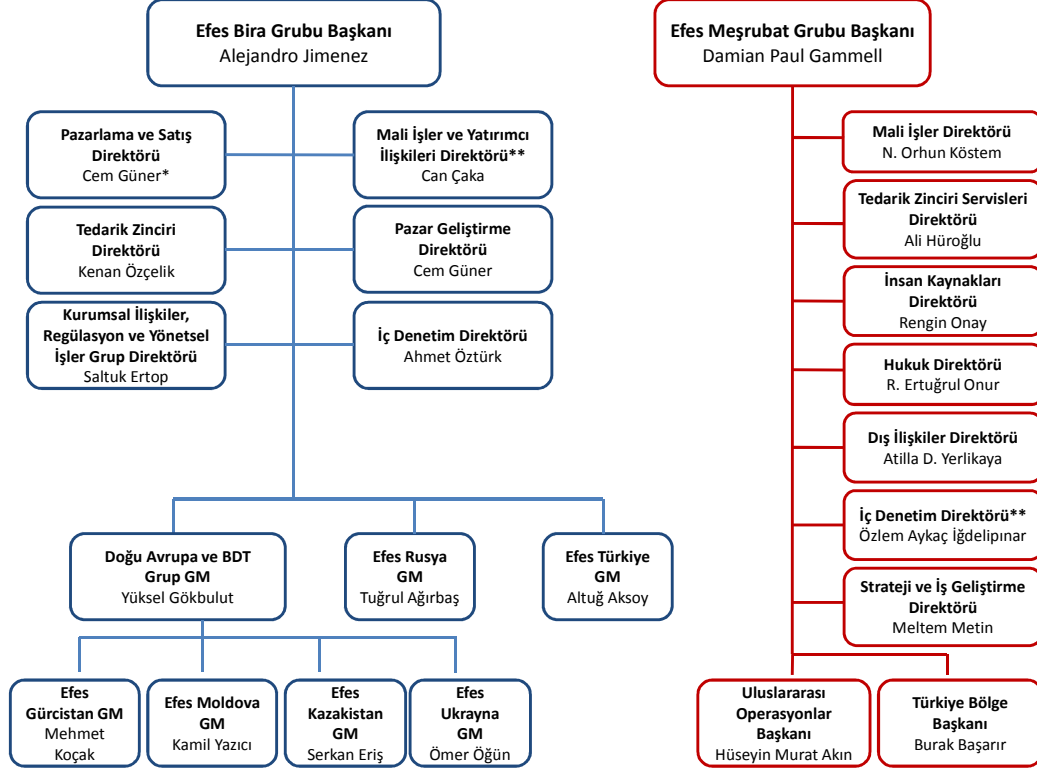 Efes Bira Grubu Başkanı
Alejandro Jimenez
Efes Meşrubat Grubu Başkanı
Damian Paul Gammell
Pazarlama ve Satış
Direktörü
Cem Güner*
Mali İşler ve Yatırımcı
İlişkileri Direktörü**
Can Çaka
Tedarik Zinciri
Direktörü
Kenan Özçelik
Pazar Geliştirme
Direktörü
Cem Güner
Kurumsal İlişkiler,
Regülasyon ve Yönetsel
İşler Grup Direktörü
Saltuk Ertop
İç Denetim Direktörü
Ahmet Öztürk
Mali İşler Direktörü
N. Orhun Köstem
Tedarik Zinciri Servisleri
Direktörü
Ali Hüroğlu
İnsan Kaynakları
Direktörü
Rengin Onay
Hukuk Direktörü
R. Ertuğrul Onur
Dış İlişkiler Direktörü
Atilla D. Yerlikaya
İç Denetim Direktörü**
Özlem Aykaç İğdelipınar
Strateji ve İş Geliştirme
Direktörü
Meltem Metin
Doğu Avrupa ve BDT
Grup GM
Yüksel Gökbulut
Efes Rusya
GM
Tuğrul Ağırbaş
Efes Türkiye
GM
Altuğ Aksoy
Efes
Gürcistan GM
Mehmet
Koçak
Efes Moldova
GM
Kamil Yazıcı
Efes
Kazakistan
GM
Serkan Eriş
Efes
Ukrayna
GM
Ömer Öğün
Uluslararası
Operasyonlar
Başkanı
Hüseyin Murat Akın
Türkiye Bölge
Başkanı
Burak Başarır